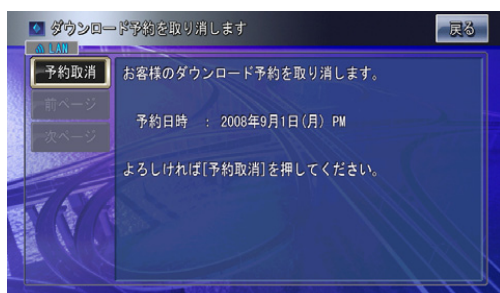 ダウンロード予約を取り消します
戻る
LAN
予約取消
前ページ
次ページ
お客様のダウンロード予約を取り消します。
予約日時 : 2008年9月1日(月) PM
よろしければ[予約取消]を押してください。